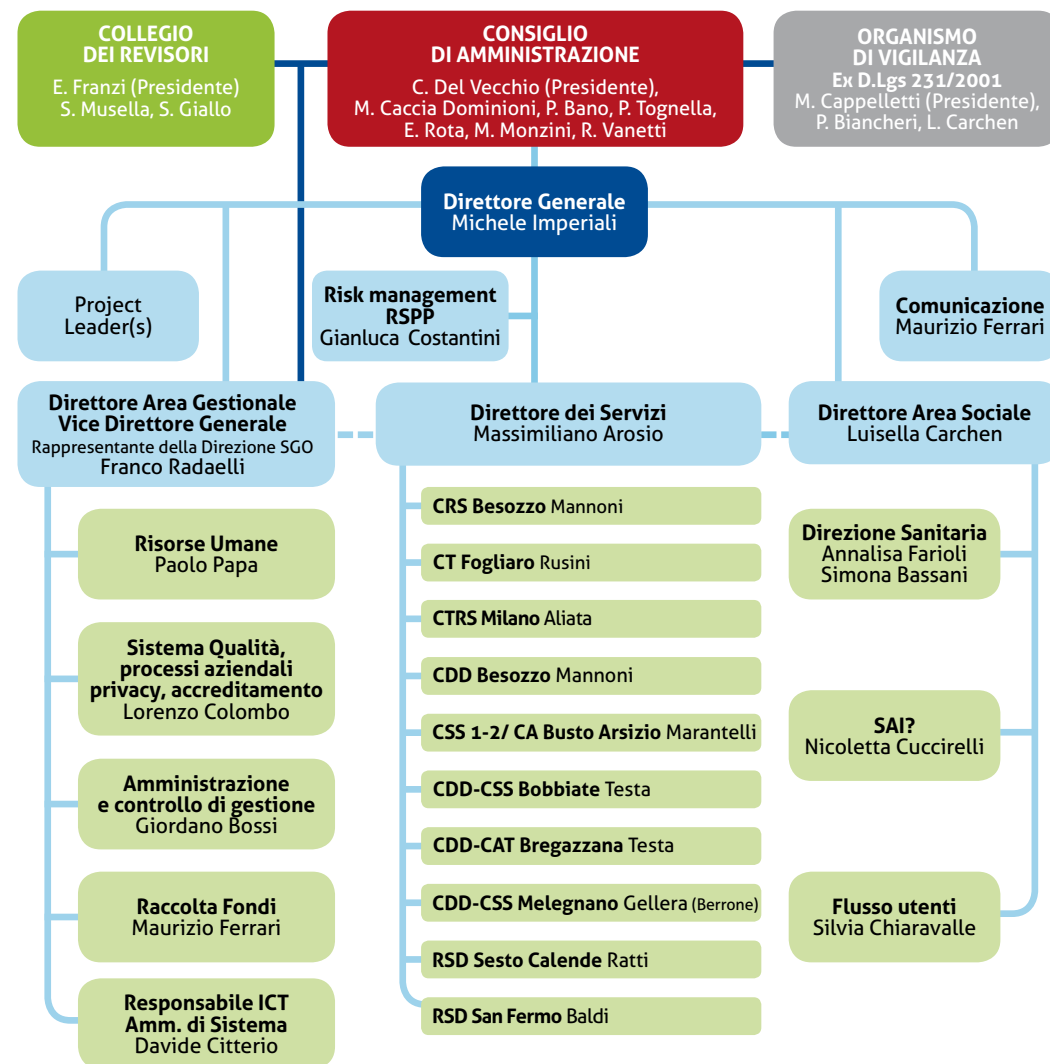 COLLEGIO
DEI REVISORI
E. Franzi (Presidente)
S. Musella, S. Giallo
CONSIGLIO
DI AMMINISTRAZIONE
C. Del Vecchio (Presidente),
M. Caccia Dominioni, P. Bano, P. Tognella,
E. Rota, M. Monzini, R. Vanetti
ORGANISMO
DI VIGILANZA
Ex D.Lgs 231/2001
M. Cappelletti (Presidente),
P. Biancheri, L. Carchen
Direttore Generale
Michele Imperiali
Project
Leader(s)
Risk management
RSPP
Gianluca Costantini
Comunicazione
Maurizio Ferrari
Direttore Area Gestionale
Vice Direttore Generale
Rappresentante della Direzione SGO
Franco Radaelli
Direttore dei Servizi
Massimiliano Arosio
Direttore Area Sociale
Luisella Carchen
Risorse Umane
Paolo Papa
Sistema Qualità,
processi aziendali
privacy, accreditamento
Lorenzo Colombo
Amministrazione
e controllo di gestione
Giordano Bossi
Raccolta Fondi
Maurizio Ferrari
Responsabile ICT
Amm. di Sistema
Davide Citterio
CRS Besozzo Mannoni
CT Fogliaro Rusini
CTRS Milano Aliata
CDD Besozzo Mannoni
CSS 1-2/ CA Busto Arsizio Marantelli
CDD-CSS Bobbiate Testa
CDD-CAT Bregazzana Testa
CDD-CSS Melegnano Gellera (Berrone)
RSD Sesto Calende Ratti
RSD San Fermo Baldi
Direzione Sanitaria
Annalisa Farioli
Simona Bassani
SAI?
Nicoletta Cuccirelli
Flusso utenti
Silvia Chiaravalle